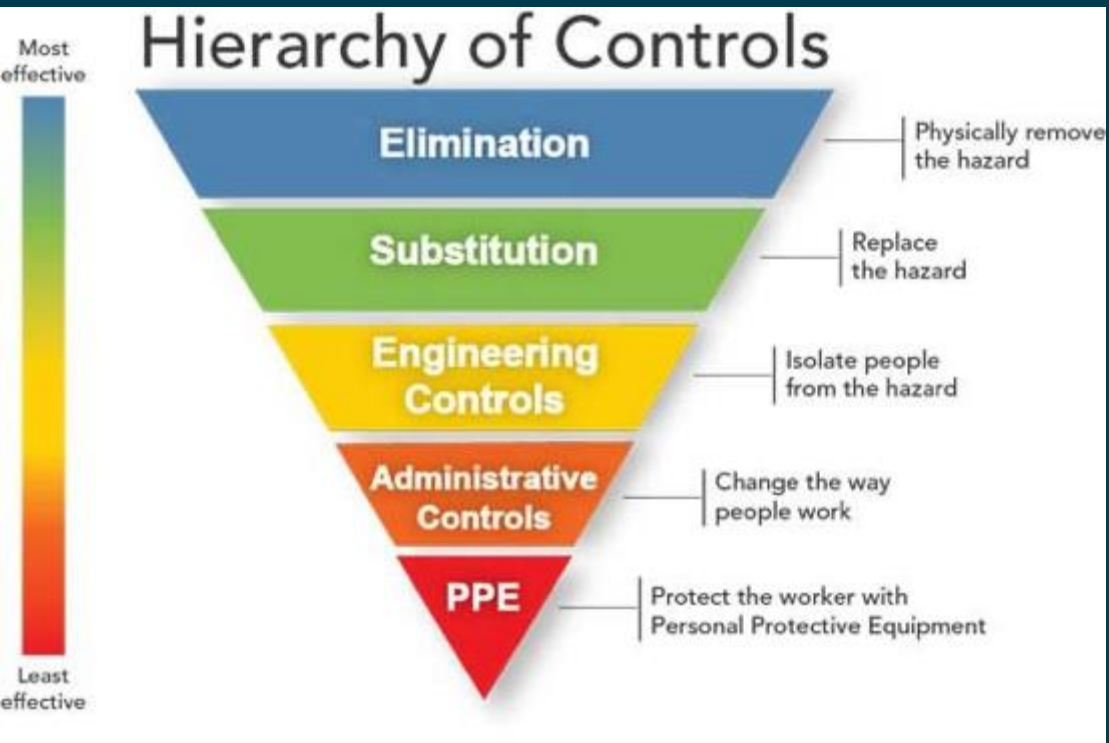 Hierarchy of Controls
Most
effective
Elimination
Physically remove
the hazard
Substitution
Replace
the hazard
Engineering
Controls
Isolate people
from the hazard
Administrative
Controls
Change the way
people work
PPE
Protect the worker with
Personal Protective Equipment
Least
effective